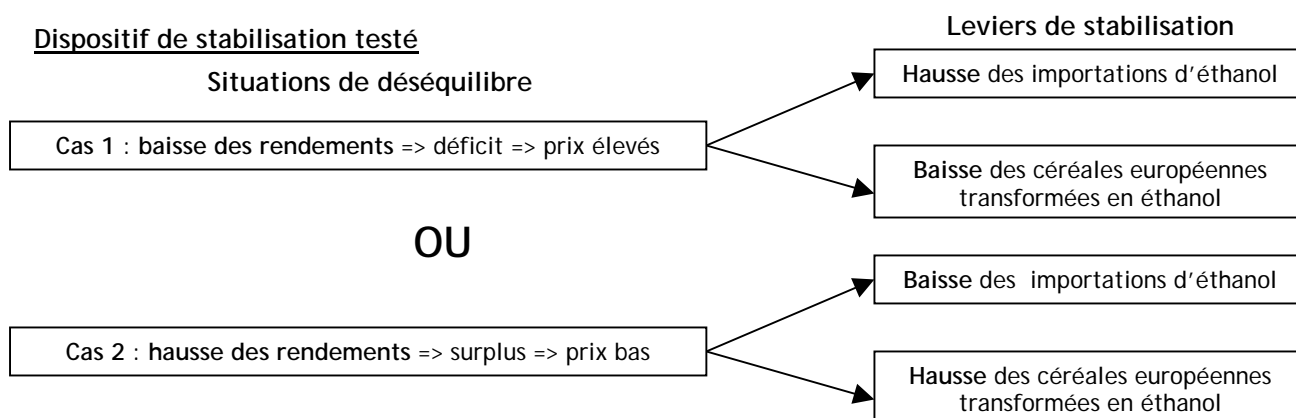 Dispositif de stabilisation testé
Situations de déséquilibre
Leviers de stabilisation
Cas 1 : baisse des rendements => déficit => prix élevés
Hausse des importations d'éthanol
Baisse des céréales européennes
transformées en éthanol
OU
Cas 2 : hausse des rendements => surplus => prix bas
Baisse des importations d'éthanol
Hausse des céréales européennes
transformées en éthanol